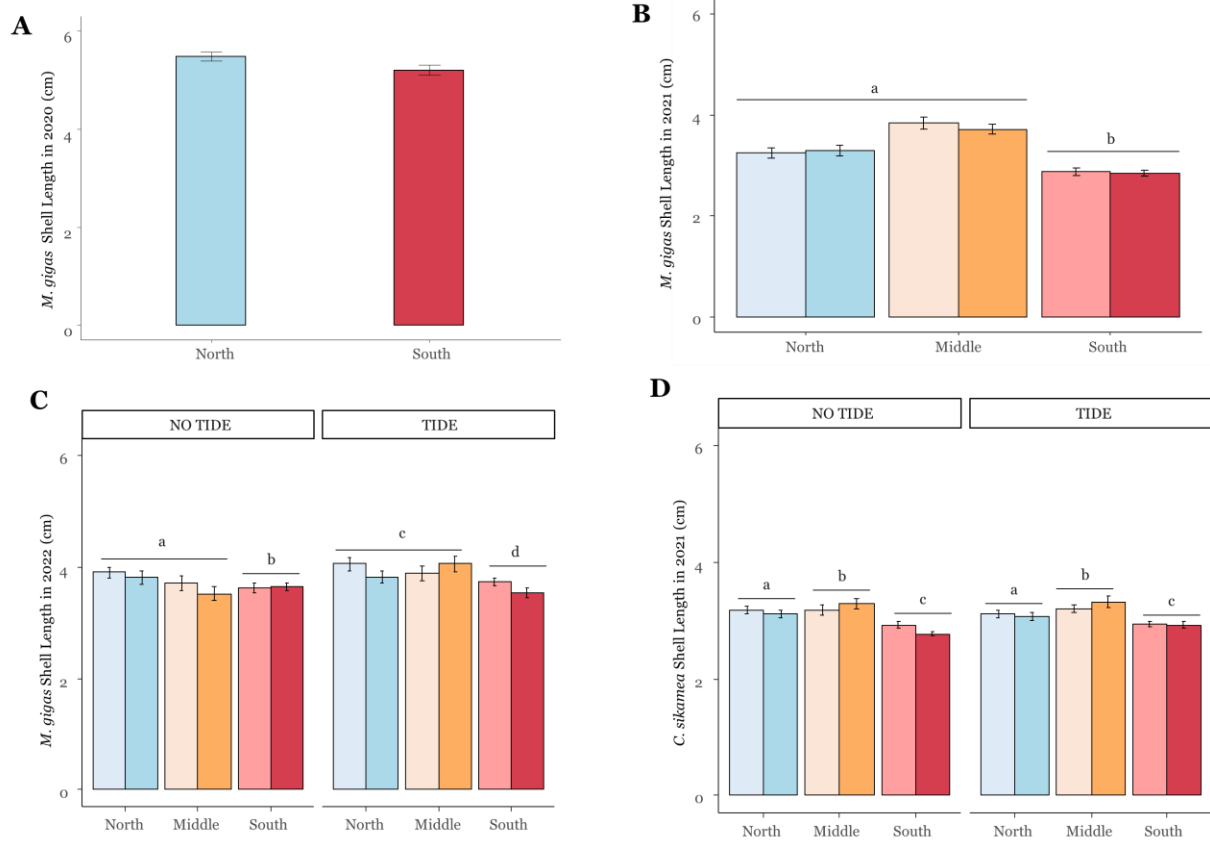 A
M. gigas Shell Length in 2020 (cm)
6
4
2
0
North South
B
M. gigas Shell Length in 2021 (cm)
6
4
2
0
a
b
North Middle South
C
NO TIDE TIDE
M. gigas Shell Length in 2022 (cm)
6
4
2
0
a b c d
North Middle South North Middle South
D
NO TIDE TIDE
C. sikamea Shell Length in 2021 (cm)
6
4
2
0
a b c a b c
North Middle South North Middle South